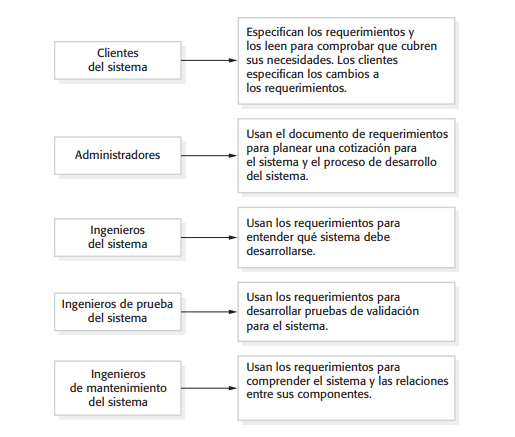 Clientes
del sistema
Especifican los requerimientos y
los leen para comprobar que cubren
sus necesidades. Los clientes
especifican los cambios a
los requerimientos.
Administradores
Usan el documento de requerimientos
para planear una cotización para
el sistema y el proceso de desarrollo
del sistema.
Ingenieros
del sistema
Usan los requerimientos para
entender qué sistema debe
desarrollarse.
Ingenieros de prueba
del sistema
Usan los requerimientos para
desarrollar pruebas de validación
para el sistema.
Ingenieros
de mantenimiento
del sistema
Usan los requerimientos para
comprender el sistema y las relaciones
entre sus componentes.